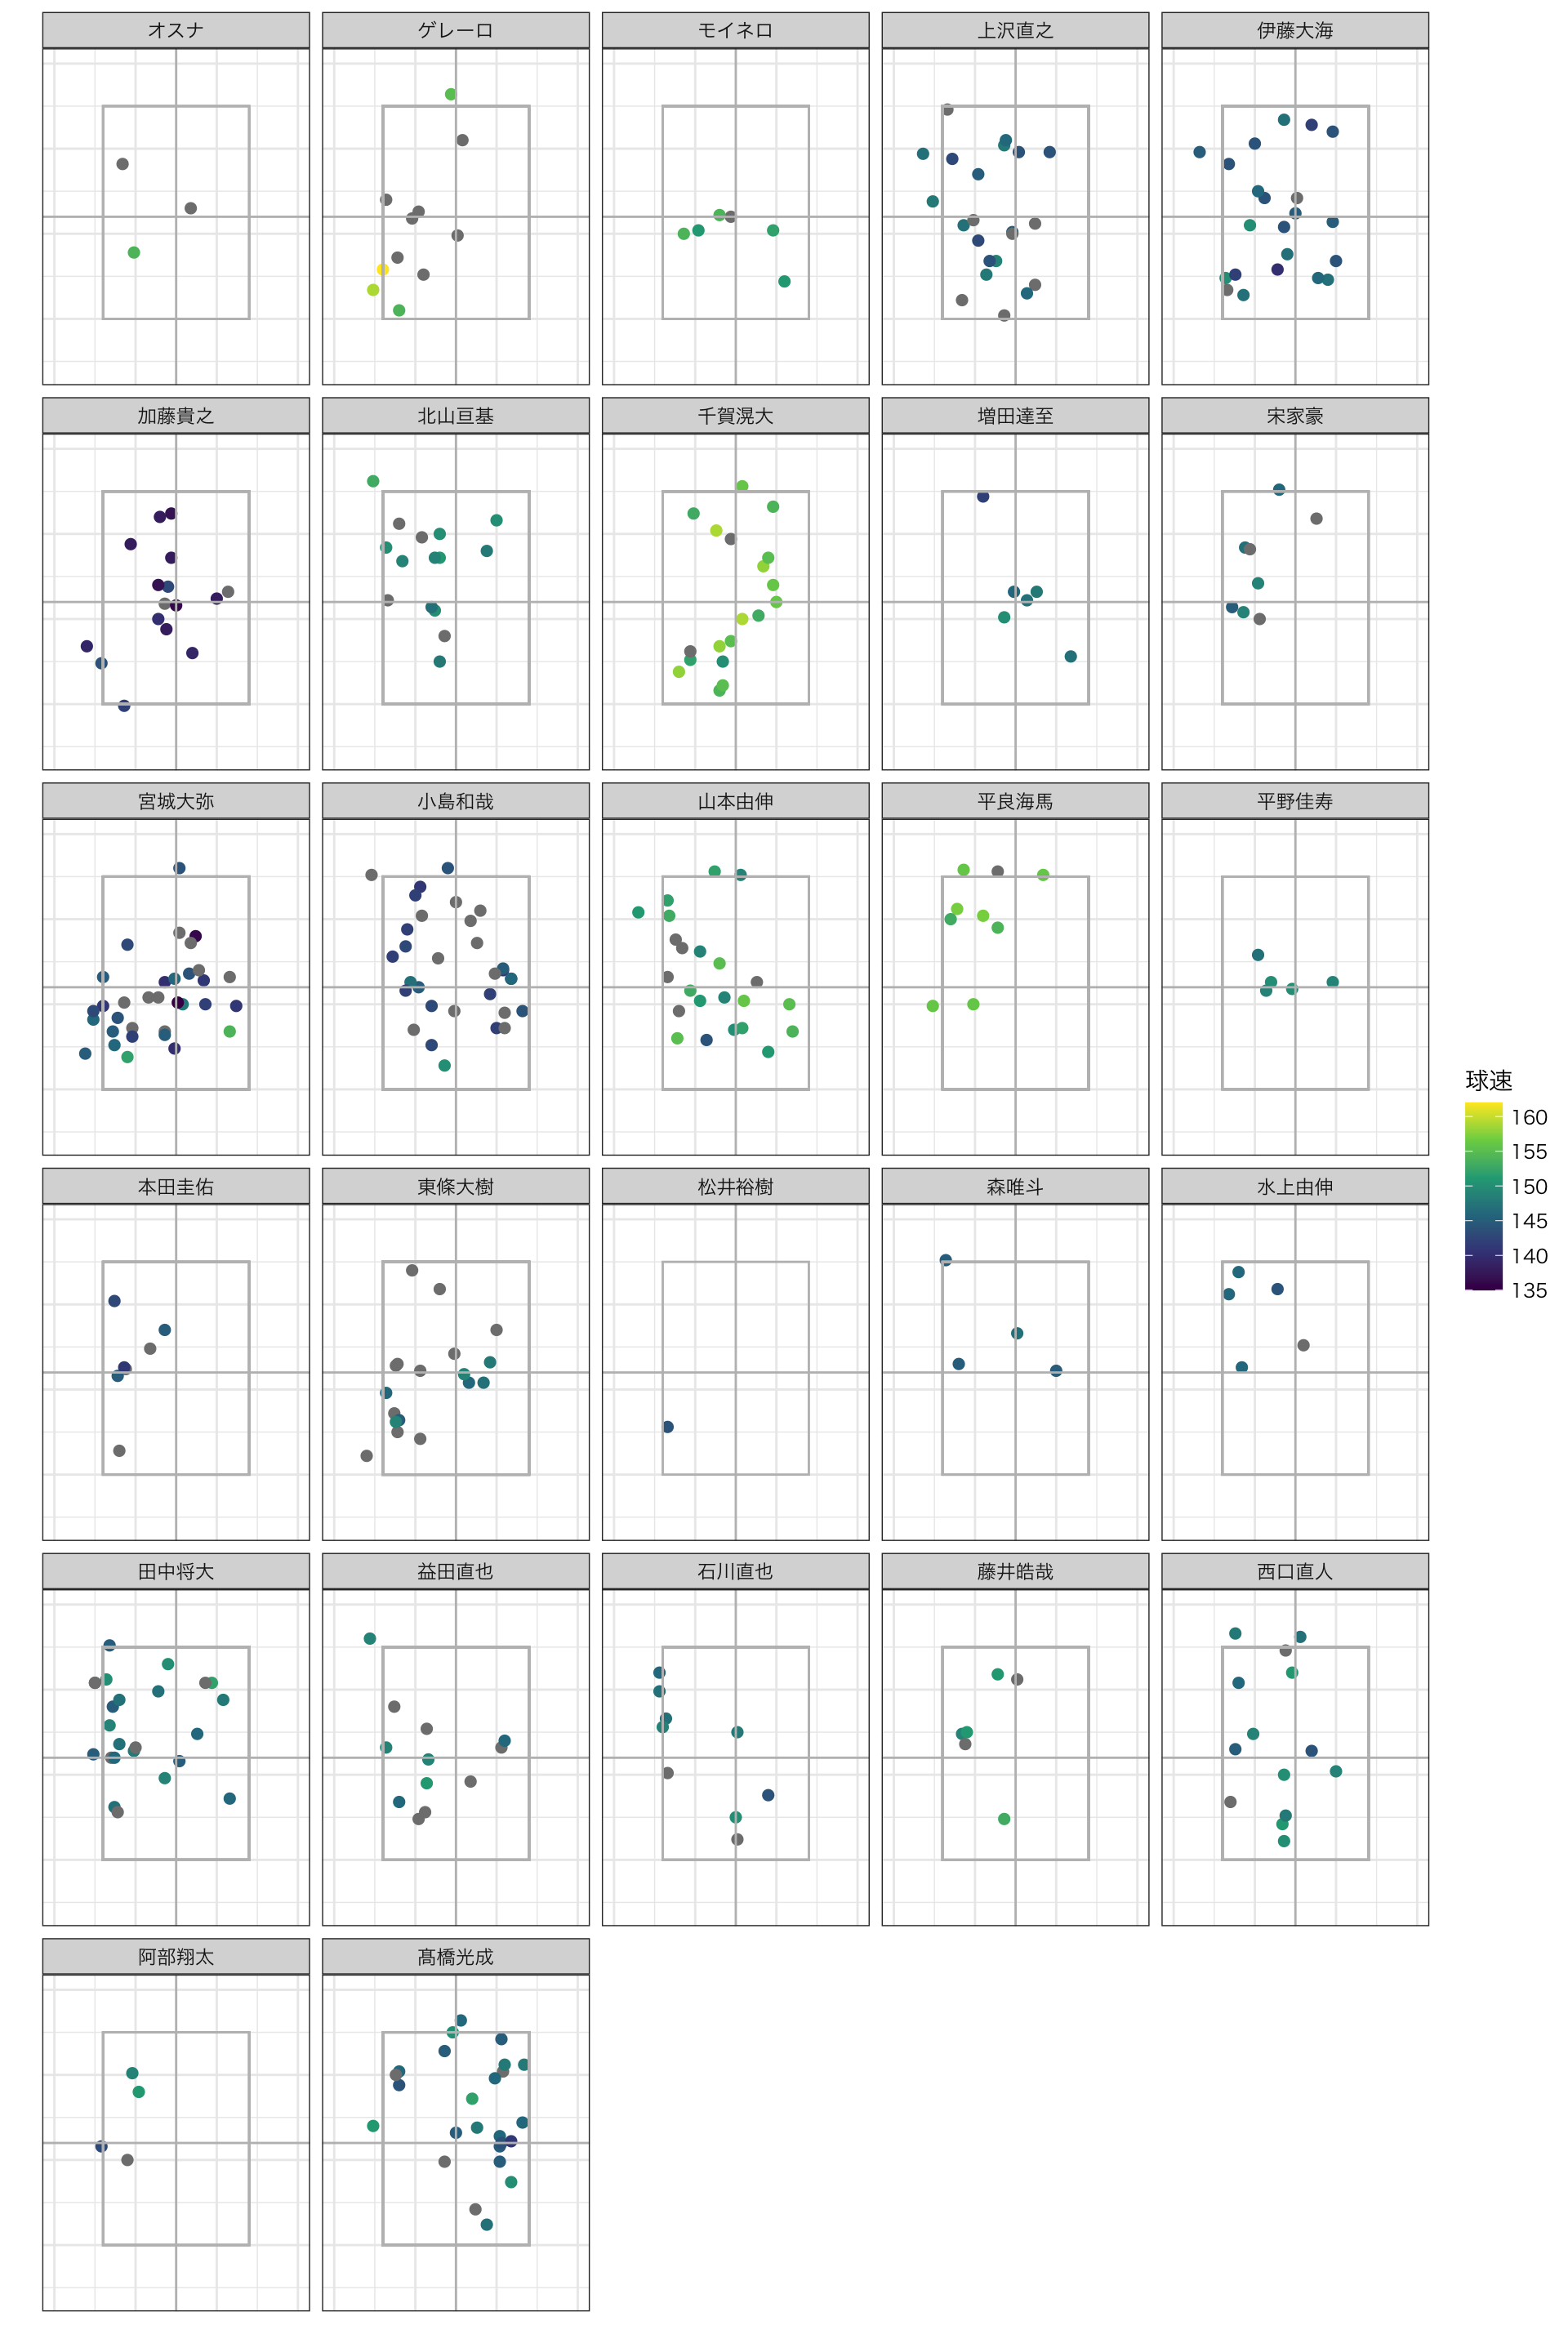 オスナ
ゲレーロ
モイネロ
上沢直之
伊藤大海
加藤貴之
北山亘基
千賀滉大
増田達至
宋家豪
宮城大弥
小島和哉
山本由伸
平良海馬
平野佳寿
球速
160
155
150
145
140
135
本田圭佑
東條大樹
松井裕樹
森唯斗
水上由伸
田中将大
益田直也
石川直也
藤井皓哉
西口直人
阿部翔太
髙橋光成